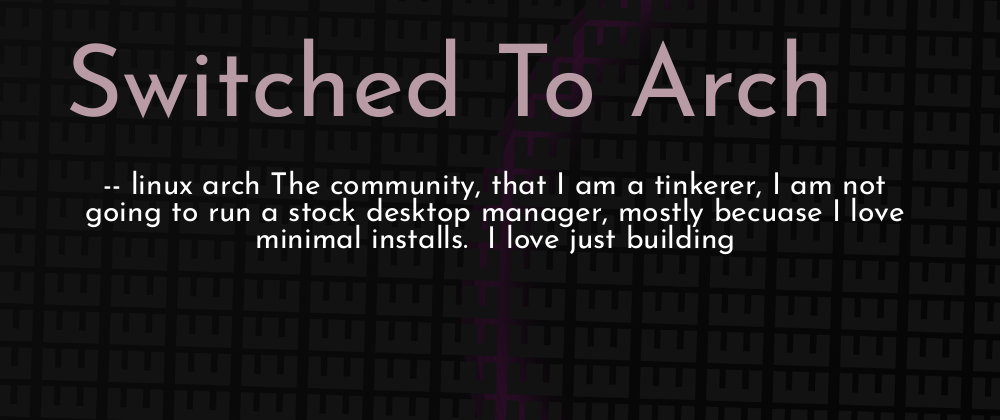 Switched To Arch
-- linux arch The community, that I am a tinkerer, I am not
going to run a stock desktop manager, mostly becuase I love
minimal installs.  I love just building